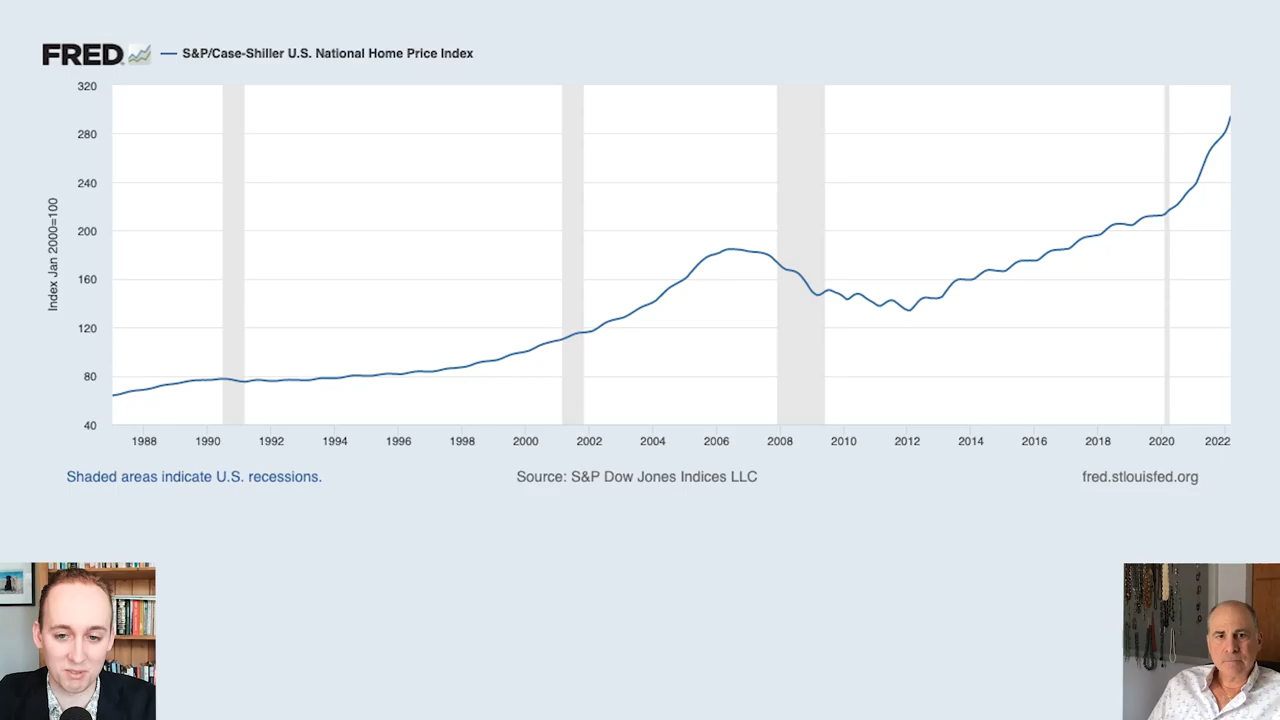 FRED S&P/Case-Shiller U.S. National Home Price Index
320
280
240
200
160
120
80
40
Index Jan 2000=100
1988 1990 1992 1994 1996 1998 2000 2002 2004 2006 2008 2010 2012 2014 2016 2018 2020 2022
Shaded areas indicate U.S. recessions. Source: S&P Dow Jones Indices LLC fred.stlouisfed.org